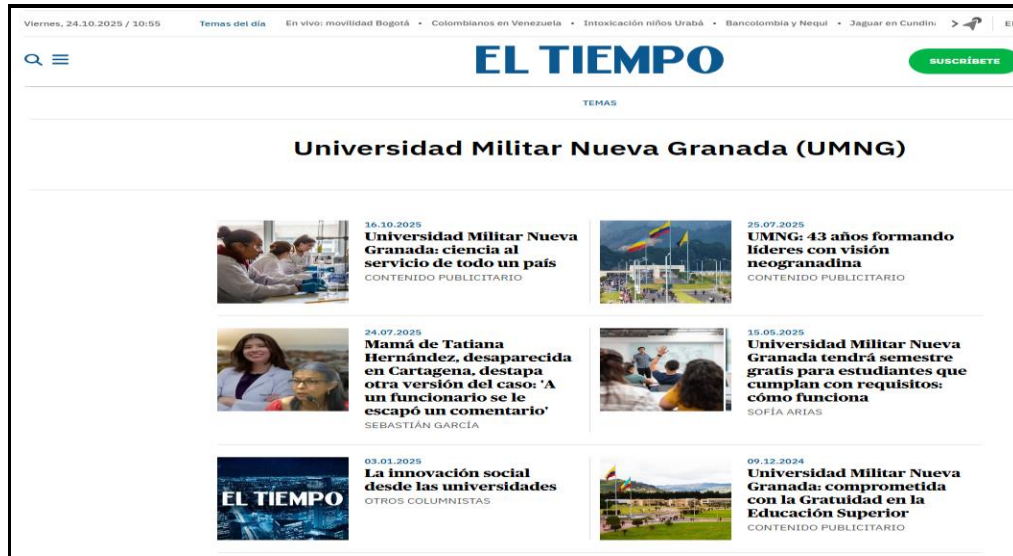 Viernes, 24.10.2025 / 10:55
Temas del día
En vivo: movilidad Bogotá • Colombianos en Venezuela • Intoxicación niños Urabá • Bancolombia y Nequi • Jaguar en Cundin
EL TIEMPO
SUSCRÍBETE
TEMAS
Universidad Militar Nueva Granada (UMNG)
16.10.2025
Universidad Militar Nueva
Granada: ciencia al
servicio de todo un país
CONTENIDO PUBLICITARIO
25.07.2025
UMNG: 43 años formando
líderes con visión
neogranadina
CONTENIDO PUBLICITARIO
24.07.2025
Mamá de Tatiana
Hernández, desaparecida
en Cartagena, destapa
otra versión del caso: 'A
un funcionario se le
escapó un comentario'
SEBASTIÁN GARCÍA
15.05.2025
Universidad Militar Nueva
Granada tendrá semestre
gratis para estudiantes que
cumplan con requisitos:
cómo funciona
SOFÍA ARIAS
EL TIEMPO
03.01.2025
La innovación social
desde las universidades
OTROS COLUMNISTAS
09.12.2024
Universidad Militar Nueva
Granada: comprometida
con la Gratuidad en la
Educación Superior
CONTENIDO PUBLICITARIO